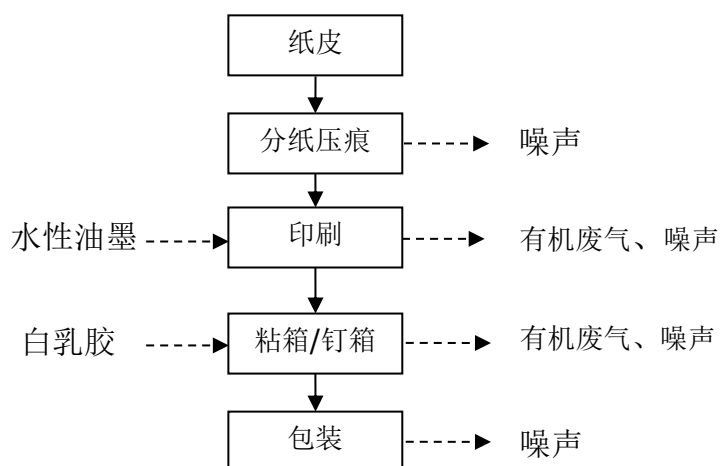 纸皮
分纸压痕
噪声
水性油墨
印刷
有机废气、噪声
白乳胶
粘箱/钉箱
有机废气、噪声
包装
噪声